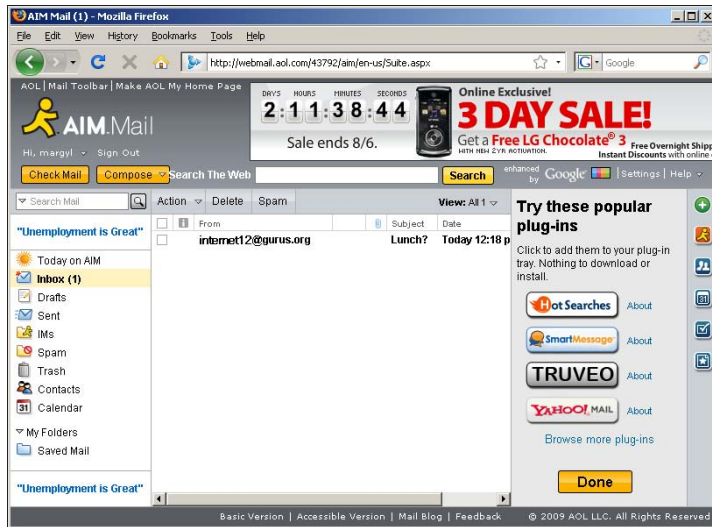 AIM Mail (1) - Mozilla Firefox
File Edit View History Bookmarks Tools Help
http://webmail.aol.com/43792/aim/en-us/Suite.aspx
G Google
AOL | Mail Toolbar | Make AOL My Home Page
AIM.Mail
Hi, margyl Sign Out
DAYS HOURS MINUTES SECONDS
2:11:38:44
Sale ends 8/6.
Online Exclusive!
3 DAY SALE!
Get a Free LG Chocolate® 3
WITH NEW 2YR ACTIVATION.
Free Overnight Shipp
Instant Discounts with online
Check Mail Compose Search The Web Search enhanced by Google Settings | Help
Search Mail
Action Delete Spam View: All 1
From Subject Date
internet12@gurus.org Lunch? Today 12:18 p
"Unemployment is Great"
Today on AIM
Inbox (1)
Drafts
Sent
IMs
Spam
Trash
Contacts
31 Calendar
My Folders
Saved Mail
"Unemployment is Great"
Try these popular
plug-ins
Click to add them to your plug-in
tray. Nothing to download or
install.
Hot Searches About
SmartMessage About
TRUVEO About
YAHOO! MAIL About
Browse more plug-ins
Done
Basic Version | Accessible Version | Mail Blog | Feedback © 2009 AOL LLC. All Rights Reserved